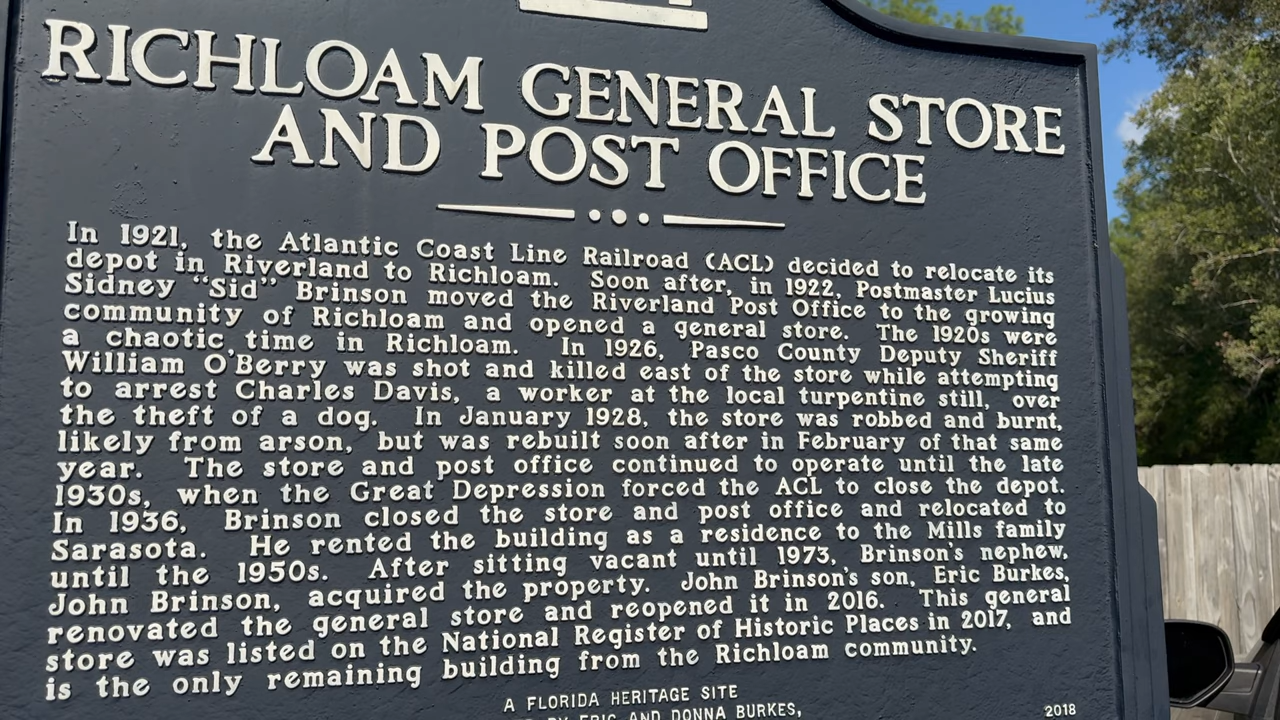 RICHLOAM GENERAL STORE
AND POST OFFICE
In 1921, the Atlantic Coast Line Railroad (ACL) decided to relocate its
depot in Riverland to Richloam. Soon after, in 1922, Postmaster Lucius
Sidney "Sid" Brinson moved the Riverland Post Office to the growing
community of Richloam and opened a general store. The 1920s were
a chaotic time in Richloam. In 1926, Pasco County Deputy Sheriff
William O'Berry was shot and killed east of the store while attempting
to arrest Charles Davis, a worker at the local turpentine still, over
the theft of a dog. In January 1928, the store was robbed and burnt,
likely from arson, but was rebuilt soon after in February of that same
year. The store and post office continued to operate until the late
1930s, when the Great Depression forced the ACL to close the depot.
In 1936, Brinson closed the store and post office and relocated to
Sarasota. He rented the building as a residence to the Mills family
until the 1950s. After sitting vacant until 1973, Brinson's nephew,
John Brinson, acquired the property. John Brinson's son, Eric Burkes,
renovated the general store and reopened it in 2016. This general
store was listed on the National Register of Historic Places in 2017, and
is the only remaining building from the Richloam community.
A FLORIDA HERITAGE SITE
BY ERIC AND DONNA BURKES,
2018